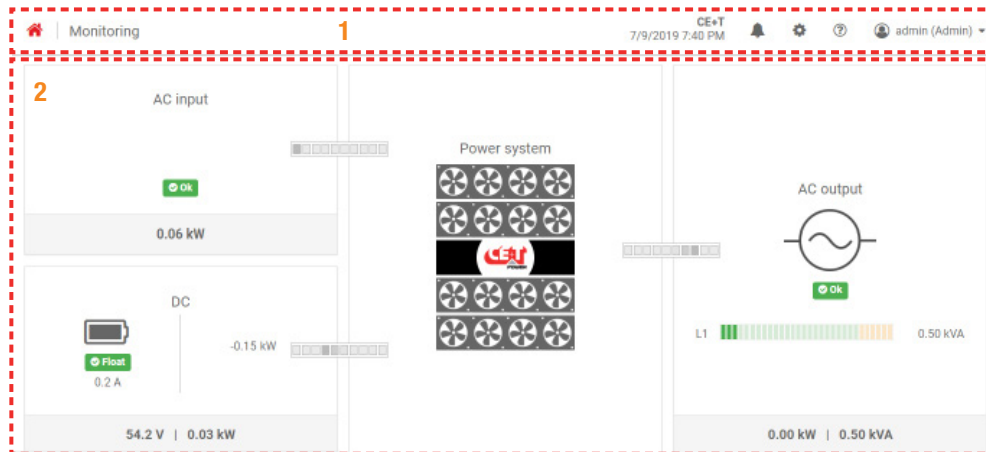 Monitoring
1
CE+T
7/9/2019 7:40 PM
admin (Admin)
2
AC input
Ok
0.06 kW
DC
Float
0.2 A
-0.15 kW
54.2 V | 0.03 kW
Power system
CE+T
POWER
AC output
Ok
L1
0.50 kVA
0.00 kW | 0.50 kVA